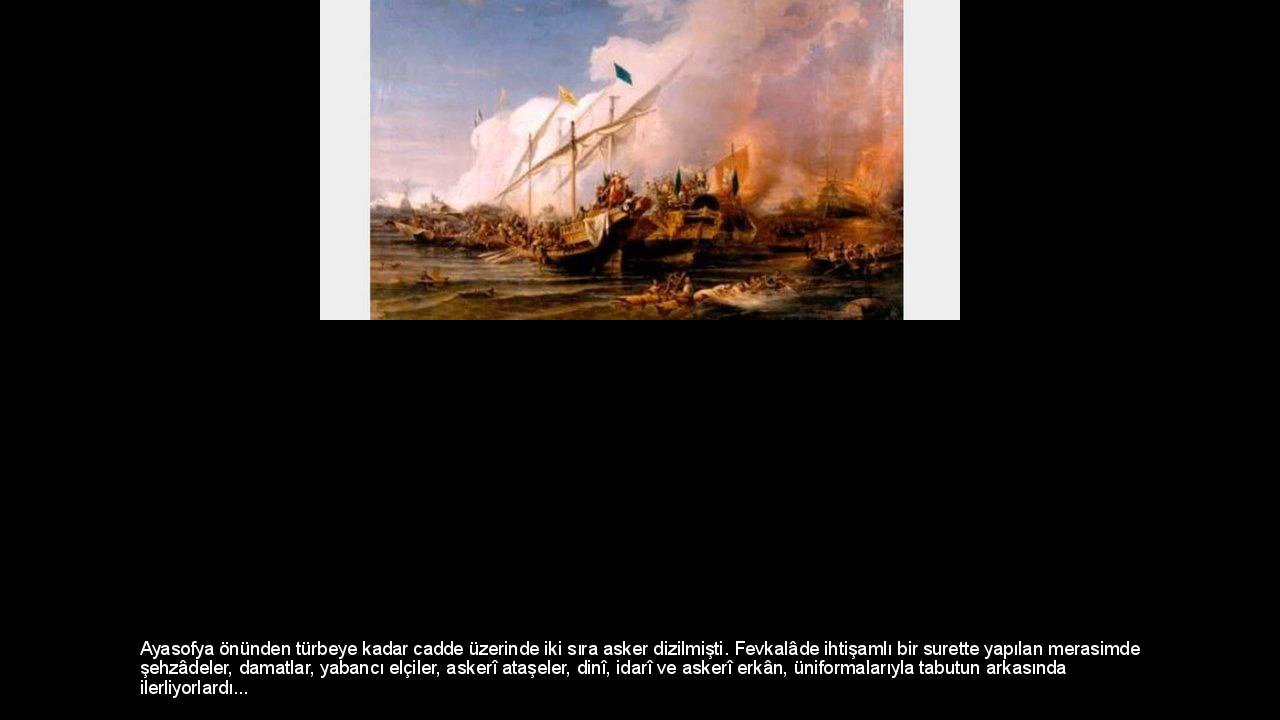 Ayasofya önünden türbeye kadar cadde üzerinde iki sıra asker dizilmişti. Fevkalâde ihtişamlı bir surette yapılan merasimde
şehzâdeler, damatlar, yabancı elçiler, askerî ataşeler, dinî, idarî ve askerî erkân, üniformalarıyla tabutun arkasında
ilerliyorlardı...